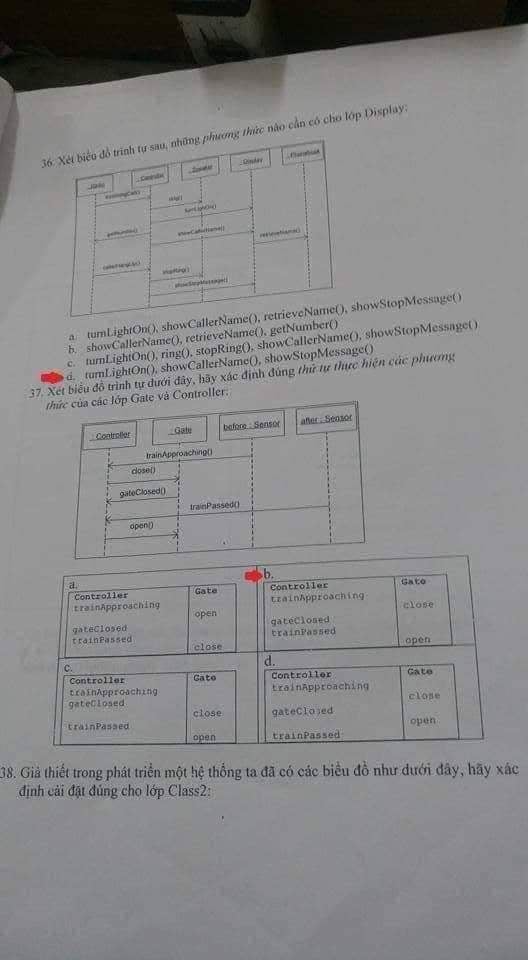 36. Xét biểu đồ trình tự sau, những phương thức nào cần có cho lớp Display:
: Controller
: Speaker
: Display
: PhoneBook
incomingCall()
ring()
turnLightOn()
getNumber()
showCallerName()
retrieveName()
callerHangUp()
stopRing()
showStopMessage()
a. turnLightOn(), showCallerName(), retrieveName(), showStopMessage()
b. showCallerName(), retrieveName(), getNumber()
c. turnLightOn(), ring(), stopRing(), showCallerName(), showStopMessage()
d. turnLightOn(), showCallerName(), showStopMessage()
37. Xét biểu đồ trình tự dưới đây, hãy xác định đúng thứ tự thực hiện các phương
thức của các lớp Gate và Controller:
: Controller
: Gate
before : Sensor
after : Sensor
trainApproaching()
close()
gateClosed()
trainPassed()
open()
a.
Controller Gate
trainApproaching
open
gateClosed
trainPassed
close
b.
Controller Gate
trainApproaching
close
gateClosed
trainPassed
open
c.
Controller Gate
trainApproaching
gateClosed
close
trainPassed
open
d.
Controller Gate
trainApproaching
close
gateClosed
open
trainPassed
38. Giả thiết trong phát triển một hệ thống ta đã có các biểu đồ như dưới đây, hãy xác
định cài đặt đúng cho lớp Class2: